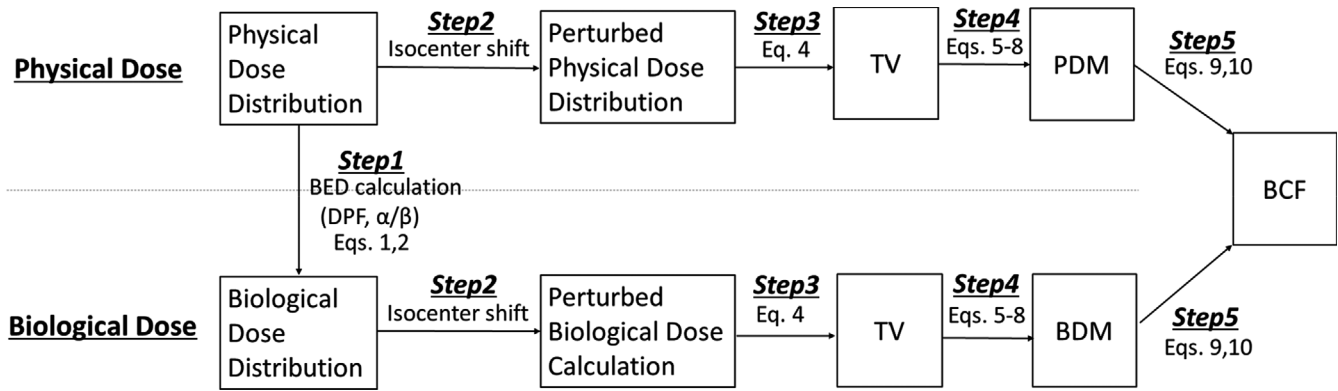 Physical Dose
Physical
Dose
Distribution
Step2
Isocenter shift
Perturbed
Physical Dose
Distribution
Step3
Eq. 4
TV
Step4
Eqs. 5-8
PDM
Step5
Eqs. 9,10
Step1
BED calculation
(DPF, α/β)
Eqs. 1,2
BCF
Biological Dose
Biological
Dose
Distribution
Step2
Isocenter shift
Perturbed
Biological Dose
Calculation
Step3
Eq. 4
TV
Step4
Eqs. 5-8
BDM
Step5
Eqs. 9,10